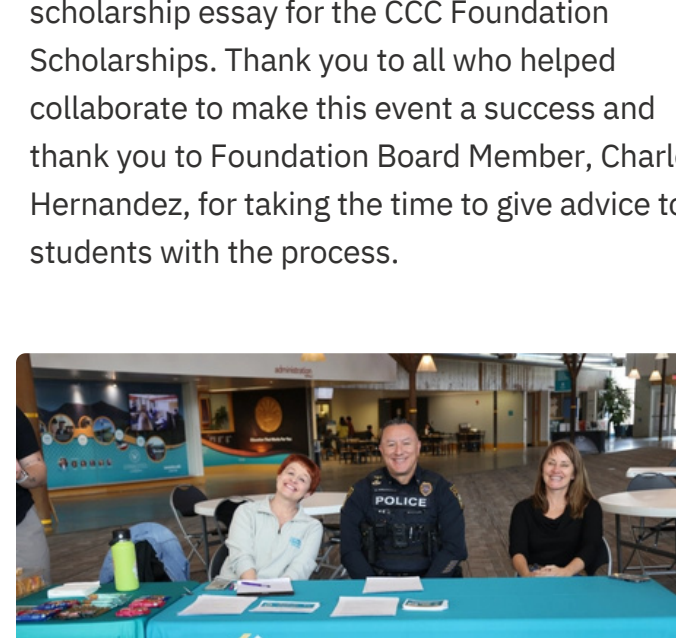 scholarship essay for the CCC Foundation
Scholarships. Thank you to all who helped
collaborate to make this event a success and
thank you to Foundation Board Member,
Hernandez, for taking the time to give advice
students with the process.
administration
POLICE